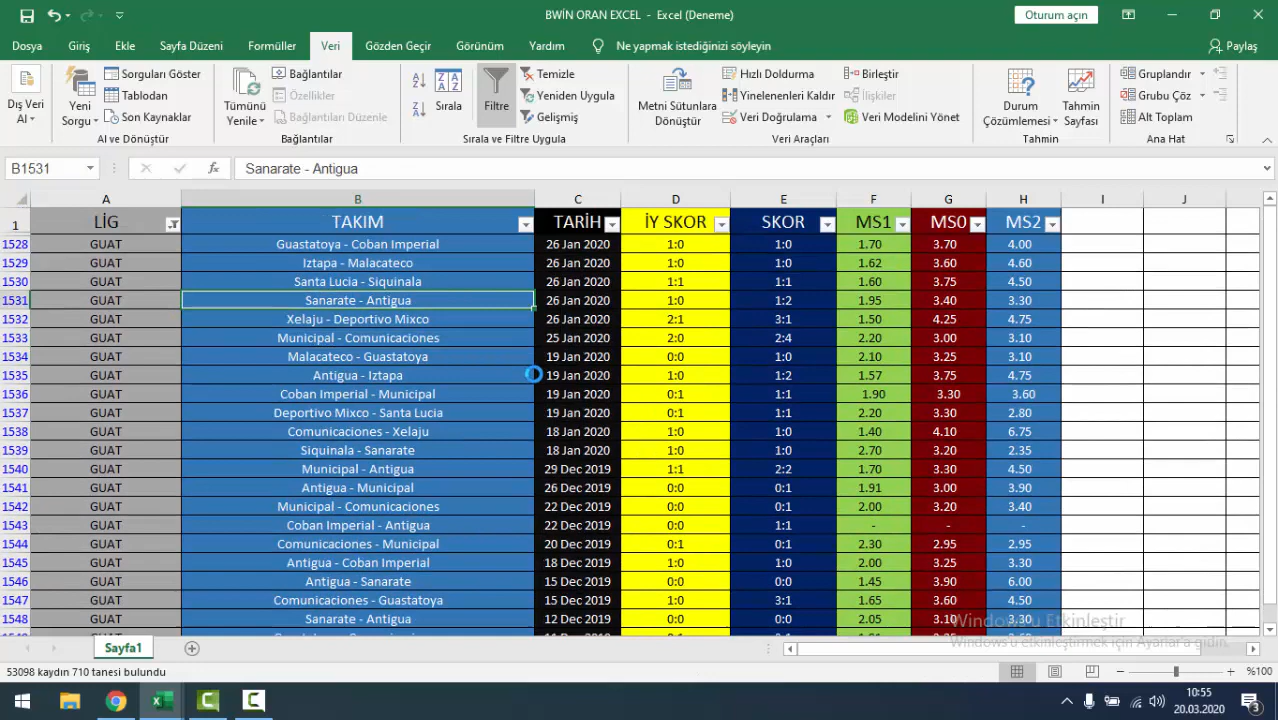 BWİN ORAN EXCEL - Excel (Deneme)
Oturum açın
Dosya Giriş Ekle Sayfa Düzeni Formüller Veri Gözden Geçir Görünüm Yardım Ne yapmak istediğinizi söyleyin Paylaş
Dış Veri Al
Yeni Sorgu
Sorguları Göster
Tablodan
Son Kaynaklar
Al ve Dönüştür
Tümünü Yenile
Bağlantılar
Özellikler
Bağlantıları Düzenle
Bağlantılar
Sırala
Filtre
Temizle
Yeniden Uygula
Gelişmiş
Sırala ve Filtre Uygula
Metni Sütunlara Dönüştür
Hızlı Doldurma
Yinelenenleri Kaldır
Veri Doğrulama
Birleştir
İlişkiler
Veri Modelini Yönet
Veri Araçları
Durum Çözümlemesi
Tahmin Sayfası
Tahmin
Gruplandır
Grubu Çöz
Alt Toplam
Ana Hat
B1531 fx Sanarate - Antigua
A B C D E F G H I J
1 LİG TAKIM TARİH İY SKOR SKOR MS1 MS0 MS2
1528 GUAT Guastatoya - Coban Imperial 26 Jan 2020 1:0 1:0 1.70 3.70 4.00
1529 GUAT Iztapa - Malacateco 26 Jan 2020 1:0 1:0 1.62 3.60 4.60
1530 GUAT Santa Lucia - Siquinala 26 Jan 2020 1:1 1:1 1.60 3.75 4.50
1531 GUAT Sanarate - Antigua 26 Jan 2020 1:0 1:2 1.95 3.40 3.30
1532 GUAT Xelaju - Deportivo Mixco 26 Jan 2020 2:1 3:1 1.50 4.25 4.75
1533 GUAT Municipal - Comunicaciones 25 Jan 2020 2:0 2:4 2.20 3.00 3.10
1534 GUAT Malacateco - Guastatoya 19 Jan 2020 0:0 1:0 2.10 3.25 3.10
1535 GUAT Antigua - Iztapa 19 Jan 2020 1:0 1:2 1.57 3.75 4.75
1536 GUAT Coban Imperial - Municipal 19 Jan 2020 0:1 1:1 1.90 3.30 3.60
1537 GUAT Deportivo Mixco - Santa Lucia 19 Jan 2020 0:1 1:1 2.20 3.30 2.80
1538 GUAT Comunicaciones - Xelaju 18 Jan 2020 1:0 1:0 1.40 4.10 6.75
1539 GUAT Siquinala - Sanarate 18 Jan 2020 1:0 1:1 2.70 3.20 2.35
1540 GUAT Municipal - Antigua 29 Dec 2019 1:1 2:2 1.70 3.30 4.50
1541 GUAT Antigua - Municipal 26 Dec 2019 0:0 0:1 1.91 3.00 3.90
1542 GUAT Municipal - Comunicaciones 22 Dec 2019 0:0 0:1 2.00 3.20 3.40
1543 GUAT Coban Imperial - Antigua 22 Dec 2019 0:0 1:1 - - -
1544 GUAT Comunicaciones - Municipal 20 Dec 2019 0:1 0:1 2.30 2.95 2.95
1545 GUAT Antigua - Coban Imperial 18 Dec 2019 1:0 1:0 2.00 3.25 3.30
1546 GUAT Antigua - Sanarate 15 Dec 2019 0:0 0:0 1.45 3.90 6.00
1547 GUAT Comunicaciones - Guastatoya 15 Dec 2019 1:0 3:1 1.65 3.60 4.50
1548 GUAT Sanarate - Antigua 12 Dec 2019 0:0 0:1 2.05 3.10
Windows'u Etkinleştir
Windows'u etkinleştirmek için Ayarlar'a gidin.
Sayfa1
53098 kaydın 710 tanesi bulundu
%100
10:55
20.03.2020
3